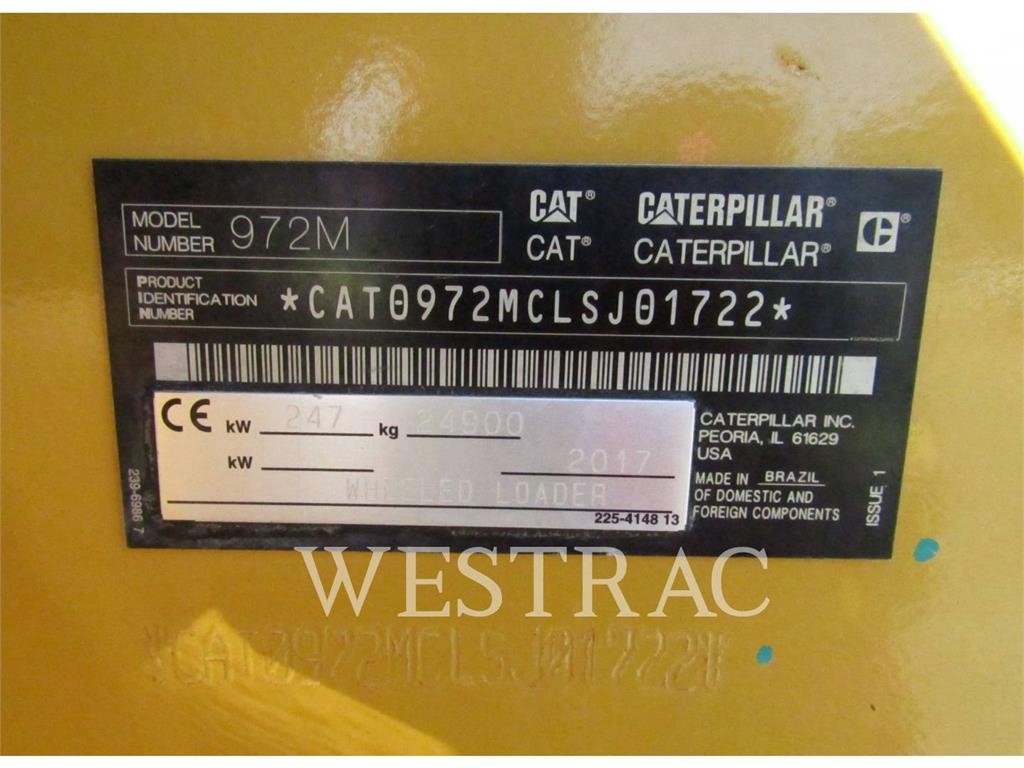 MODEL NUMBER 972M
CAT® CATERPILLAR®
CAT® CATERPILLAR®
PRODUCT IDENTIFICATION NUMBER *CAT0972MCLSJ01722*
CE kW 247 kg 24900
kW 2017
WHEELED LOADER
225-4148 13
239-6986 7
CATERPILLAR INC.
PEORIA, IL 61629
USA
MADE IN BRAZIL
OF DOMESTIC AND
FOREIGN COMPONENTS
ISSUE 1
WESTRAC
*CAT0972MCLSJ01722*